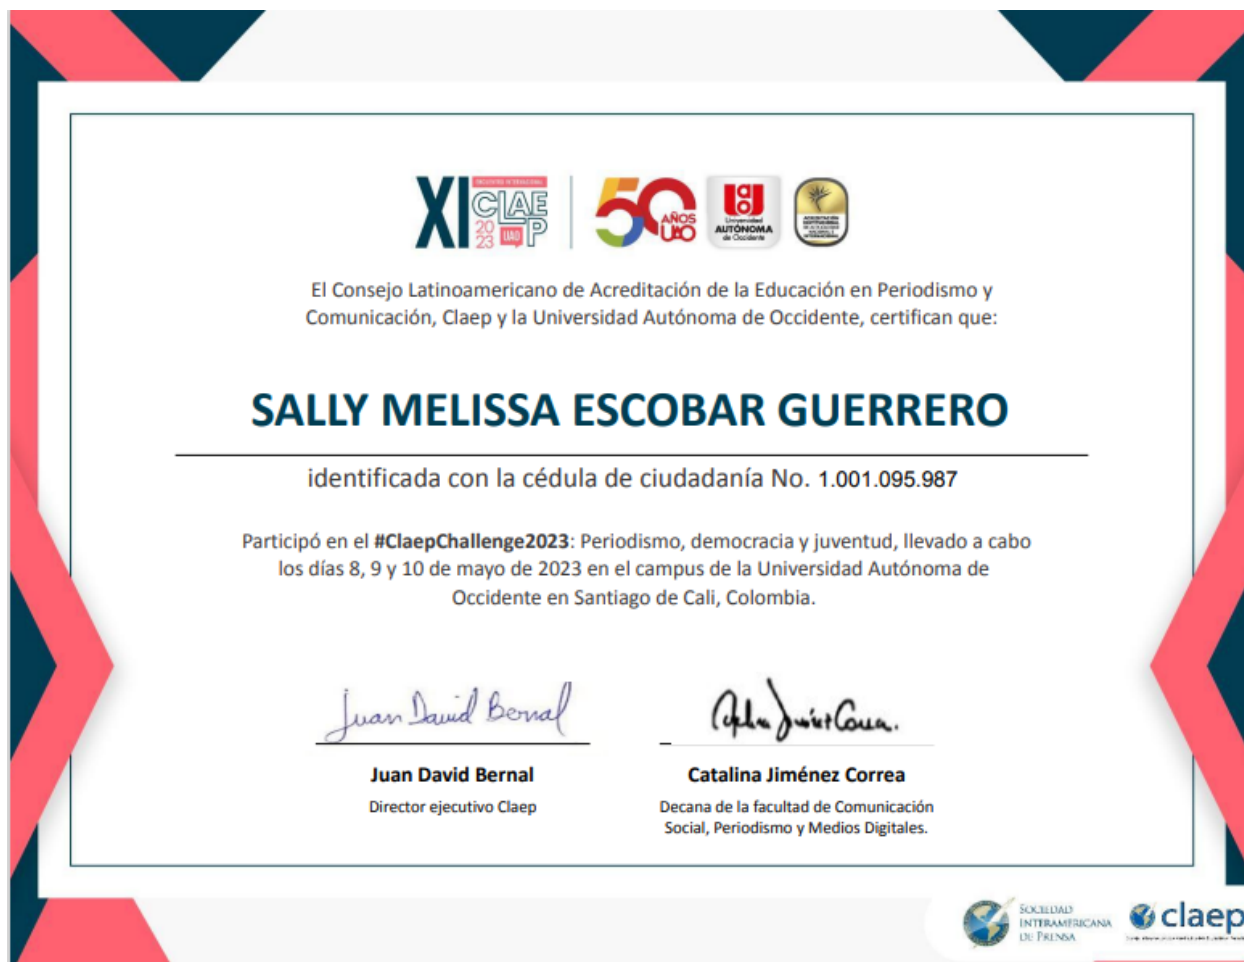 XI
ENCUENTRO INTERNACIONAL
CLAEP
2023
UAO
50 AÑOS UAO
Universidad
AUTÓNOMA
de Occidente
ACREDITACIÓN
INSTITUCIONAL
El Consejo Latinoamericano de Acreditación de la Educación en Periodismo y
Comunicación, Claep y la Universidad Autónoma de Occidente, certifican que:
SALLY MELISSA ESCOBAR GUERRERO
identificada con la cédula de ciudadanía No. 1.001.095.987
Participó en el #ClaepChallenge2023: Periodismo, democracia y juventud, llevado a cabo
los días 8, 9 y 10 de mayo de 2023 en el campus de la Universidad Autónoma de
Occidente en Santiago de Cali, Colombia.
Juan David Bernal
Juan David Bernal
Director ejecutivo Claep
Catalina Jiménez Correa
Decana de la facultad de Comunicación
Social, Periodismo y Medios Digitales.
SOCIEDAD
INTERAMERICANA
DE PRENSA
claep